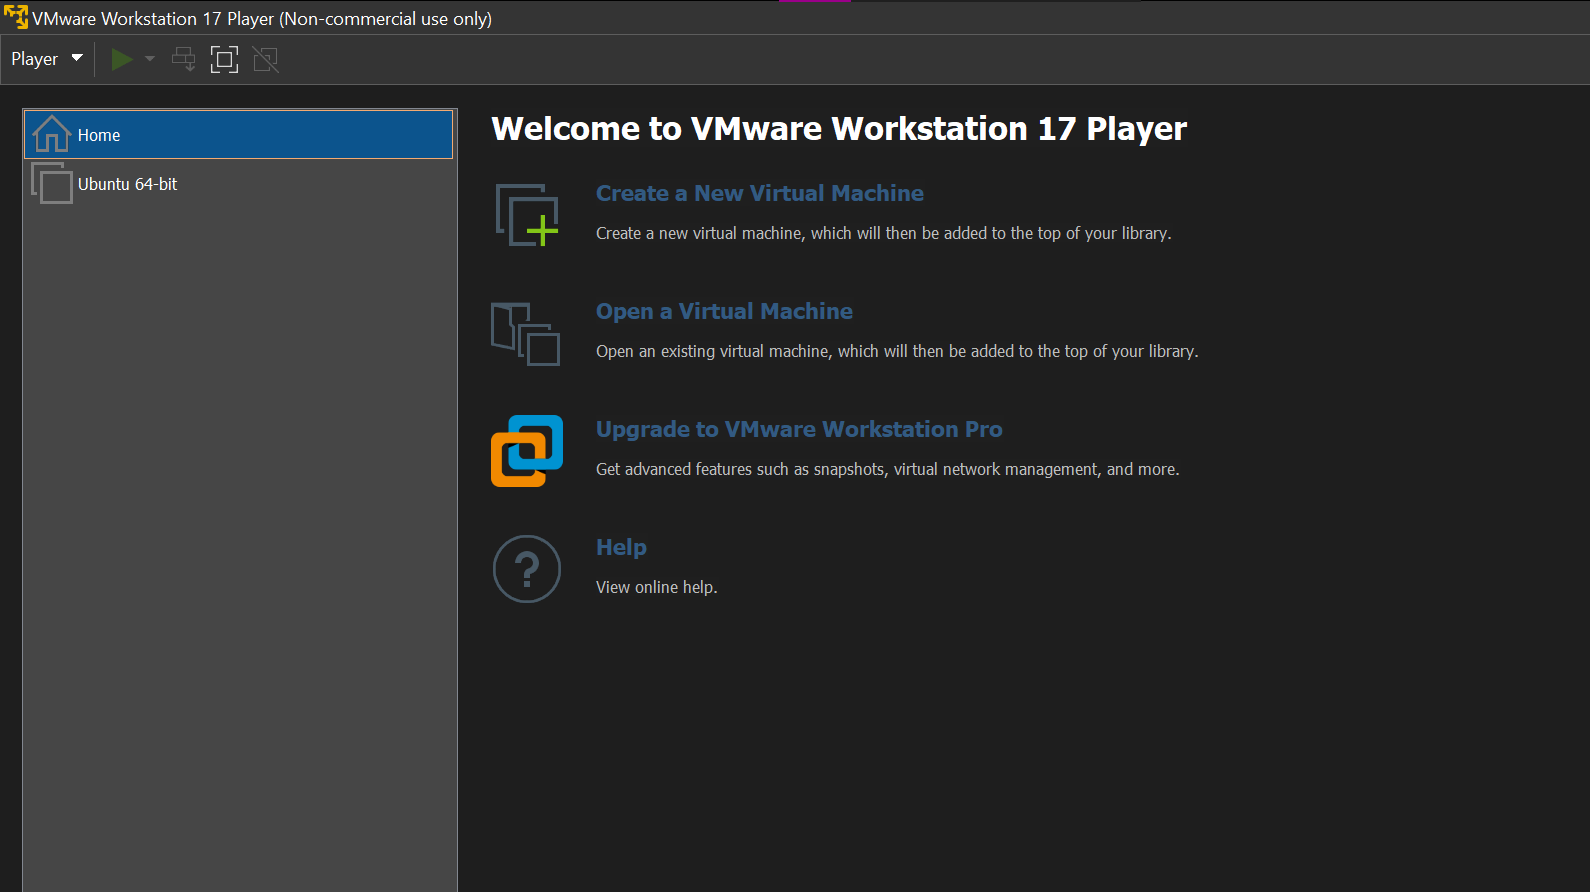 VMware Workstation 17 Player (Non-commercial use only)
Player
Home
Ubuntu 64-bit
Welcome to VMware Workstation 17 Player
Create a New Virtual Machine
Create a new virtual machine, which will then be added to the top of your library.
Open a Virtual Machine
Open an existing virtual machine, which will then be added to the top of your library.
Upgrade to VMware Workstation Pro
Get advanced features such as snapshots, virtual network management, and more.
Help
View online help.